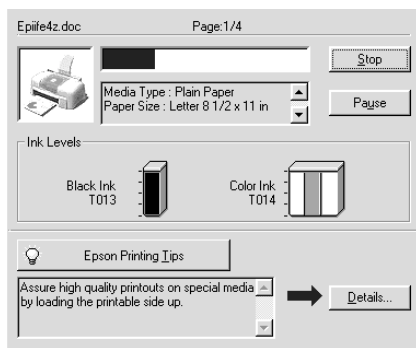 Epiife4z.doc Page:1/4
Stop
Media Type : Plain Paper
Paper Size : Letter 8 1/2 x 11 in
Pause
Ink Levels
Black Ink
T013
Color Ink
T014
Epson Printing Tips
Assure high quality printouts on special media
by loading the printable side up.
Details...